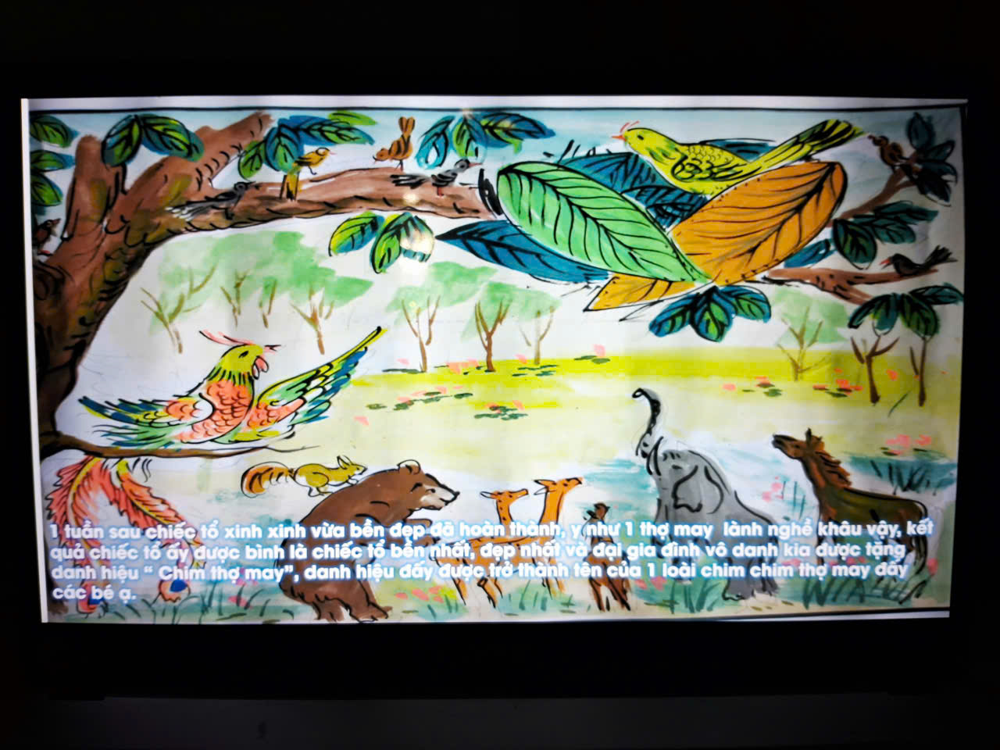 1 tuần sau chiếc tổ xinh xinh vừa bền đẹp đã hoàn thành, y như 1 thợ may lành nghề khâu vậy, kết
quả chiếc tổ ấy được bình là chiếc tổ bền nhất, đẹp nhất và đại gia đình vô danh kia được tặng
danh hiệu “ Chim thợ may”, danh hiệu đấy được trở thành tên của 1 loài chim chim thợ may đấy
các bé ạ.